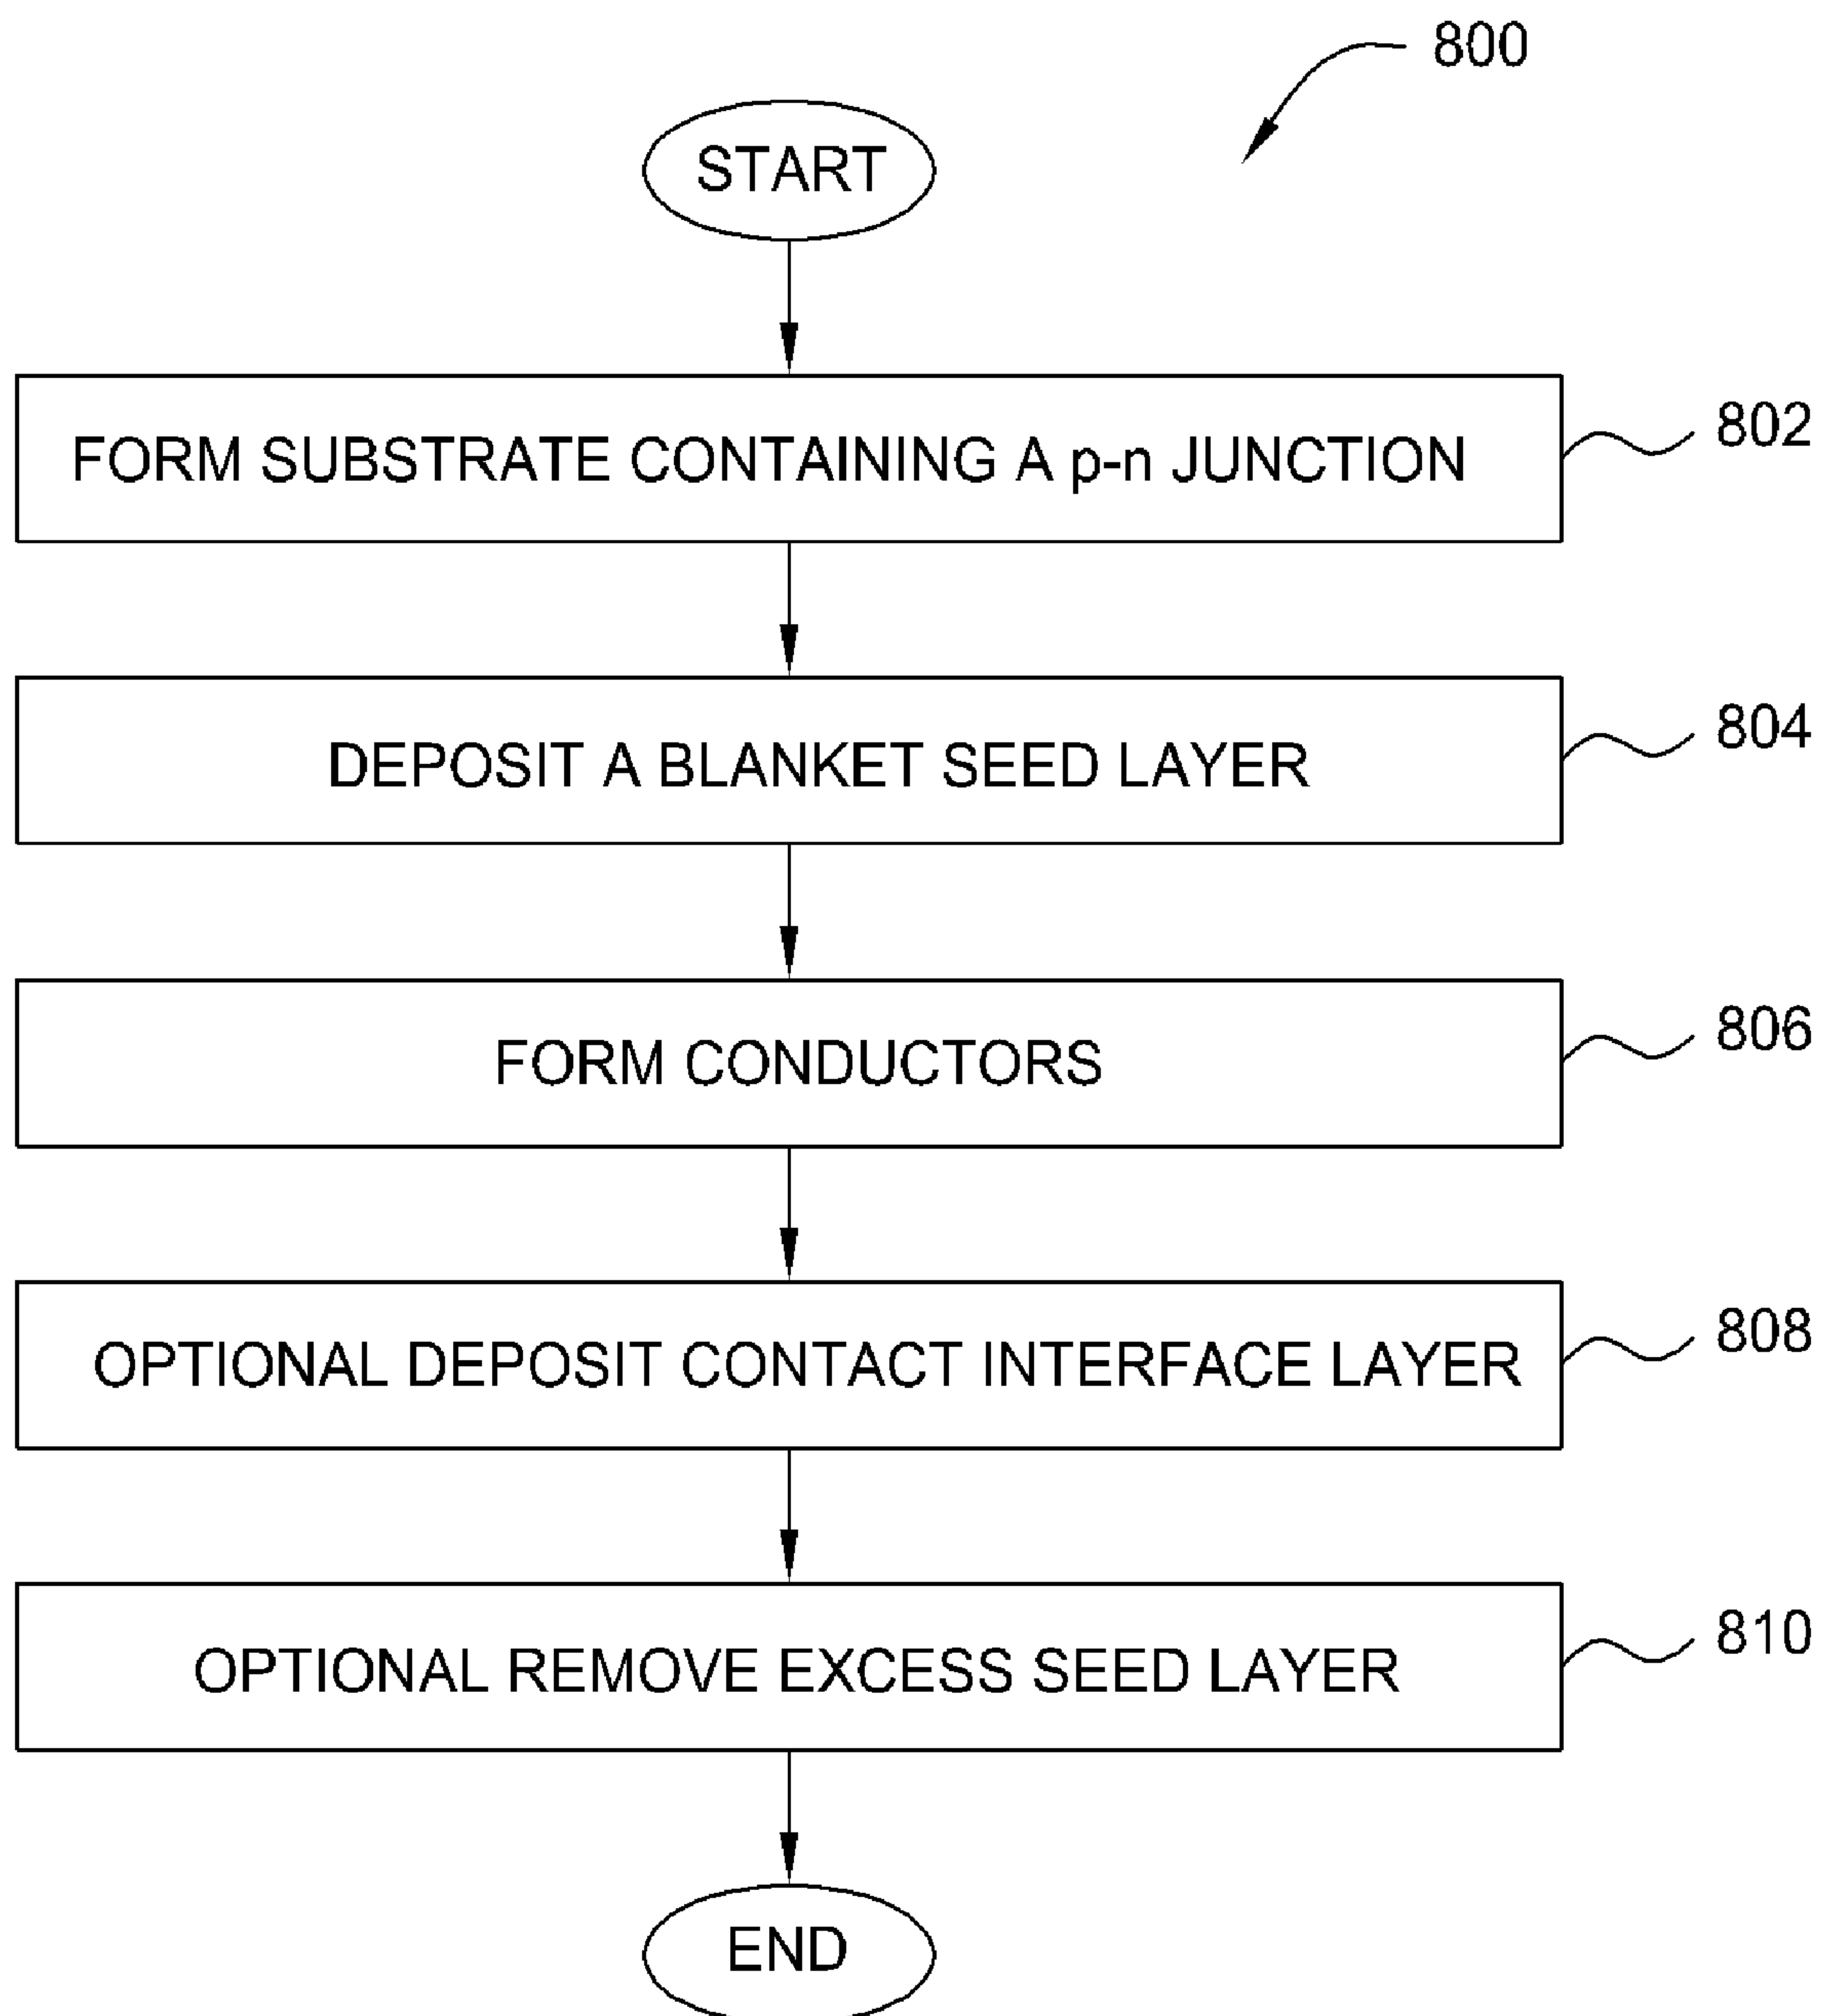 800
START
FORM SUBSTRATE CONTAINING A p-n JUNCTION
802
DEPOSIT A BLANKET SEED LAYER
804
FORM CONDUCTORS
806
OPTIONAL DEPOSIT CONTACT INTERFACE LAYER
808
OPTIONAL REMOVE EXCESS SEED LAYER
810
END